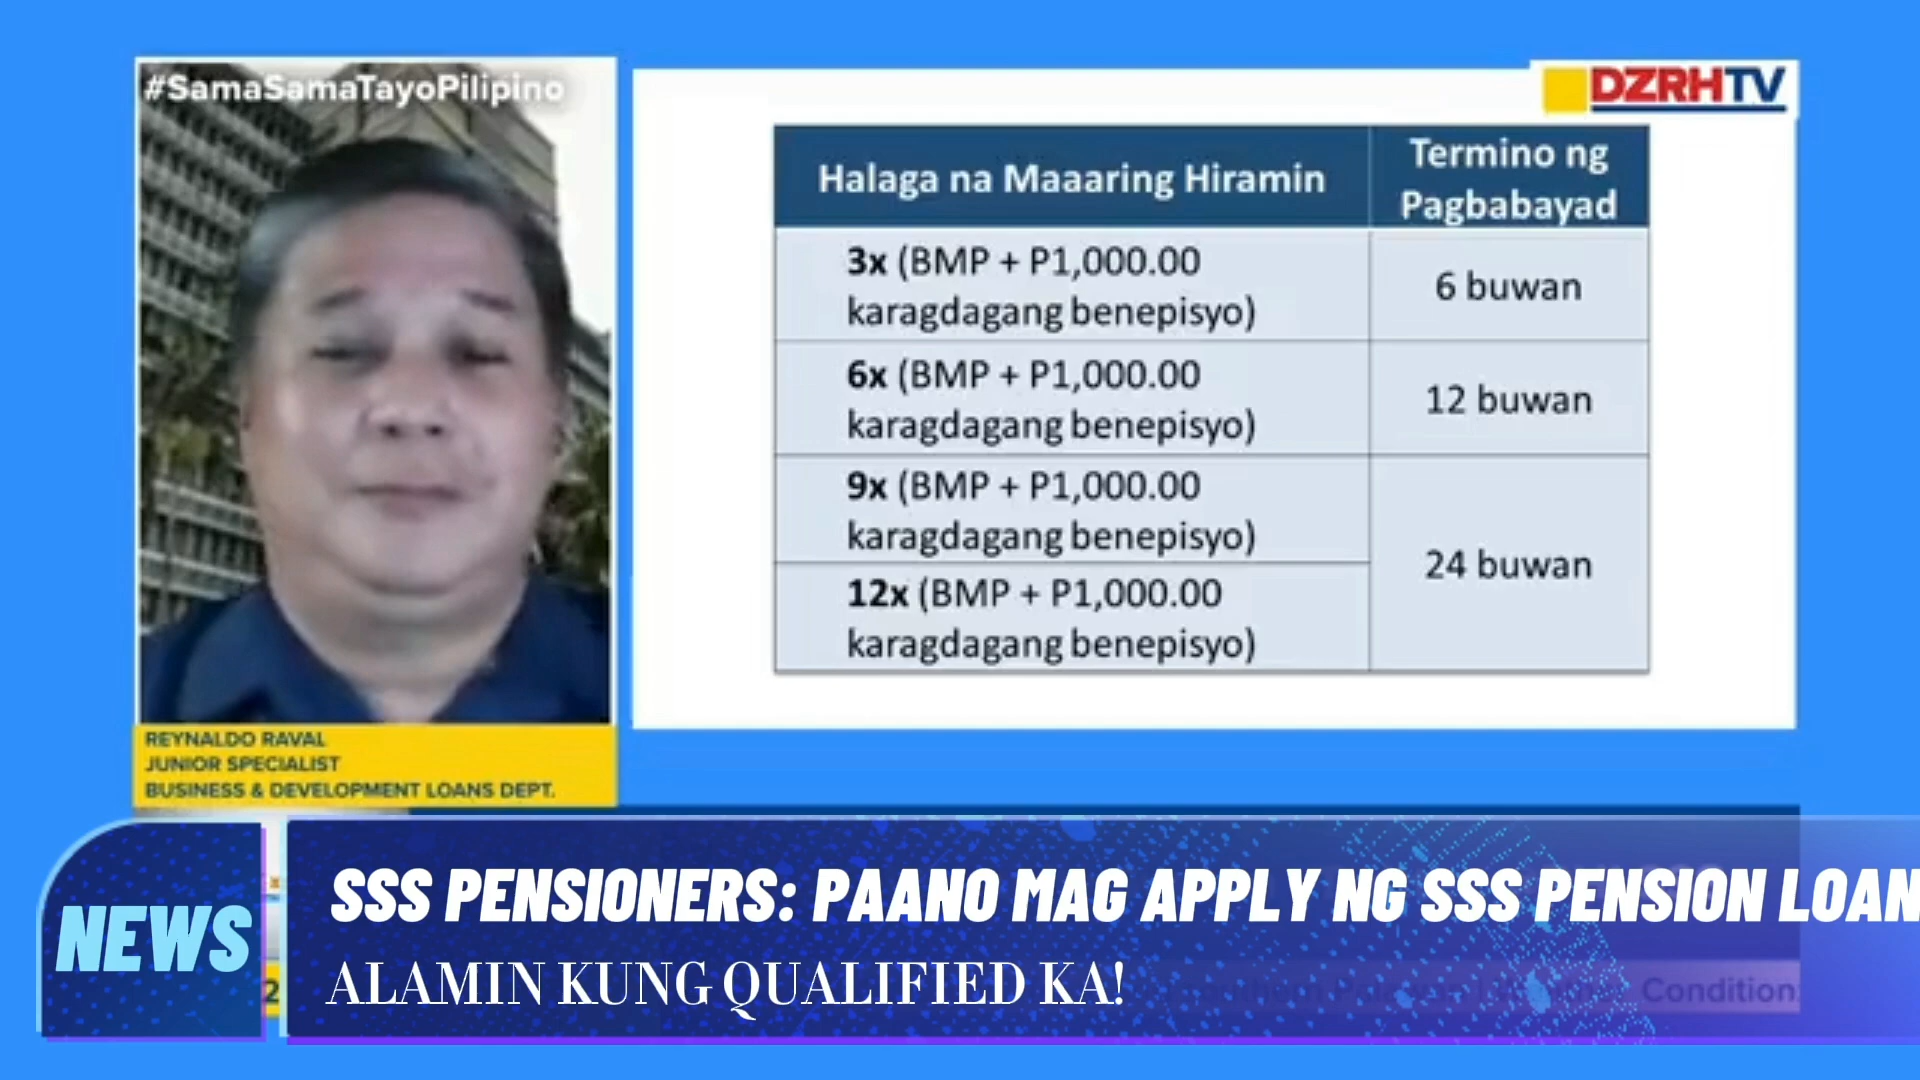 #SamaSamaTayoPilipino
DZRHTV
Halaga na Maaaring Hiramin
Termino ng
Pagbabayad
3x (BMP + P1,000.00
karagdagang benepisyo)
6 buwan
6x (BMP + P1,000.00
karagdagang benepisyo)
12 buwan
9x (BMP + P1,000.00
karagdagang benepisyo)
12x (BMP + P1,000.00
karagdagang benepisyo)
24 buwan
REYNALDO RAVAL
JUNIOR SPECIALIST
BUSINESS & DEVELOPMENT LOANS DEPT.
NEWS
SSS PENSIONERS: PAANO MAG APPLY NG SSS PENSION LOAN
ALAMIN KUNG QUALIFIED KA!
2
Condition